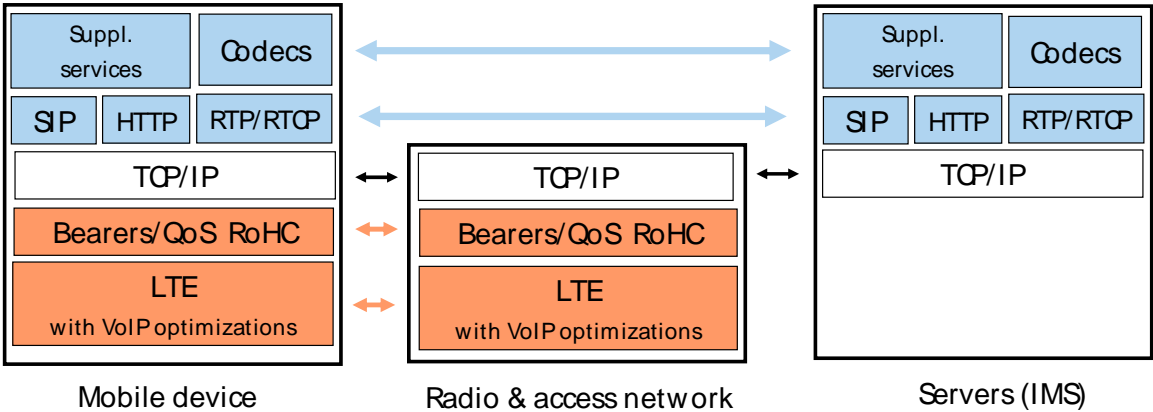 Suppl.
services
Codecs
SIP
HTTP
RTP/RTCP
TCP/IP
Bearers/QoS RoHC
LTE
with VoIP optimizations
Mobile device
TCP/IP
Bearers/QoS RoHC
LTE
with VoIP optimizations
Radio & access network
Suppl.
services
Codecs
SIP
HTTP
RTP/RTCP
TCP/IP
Servers (IMS)